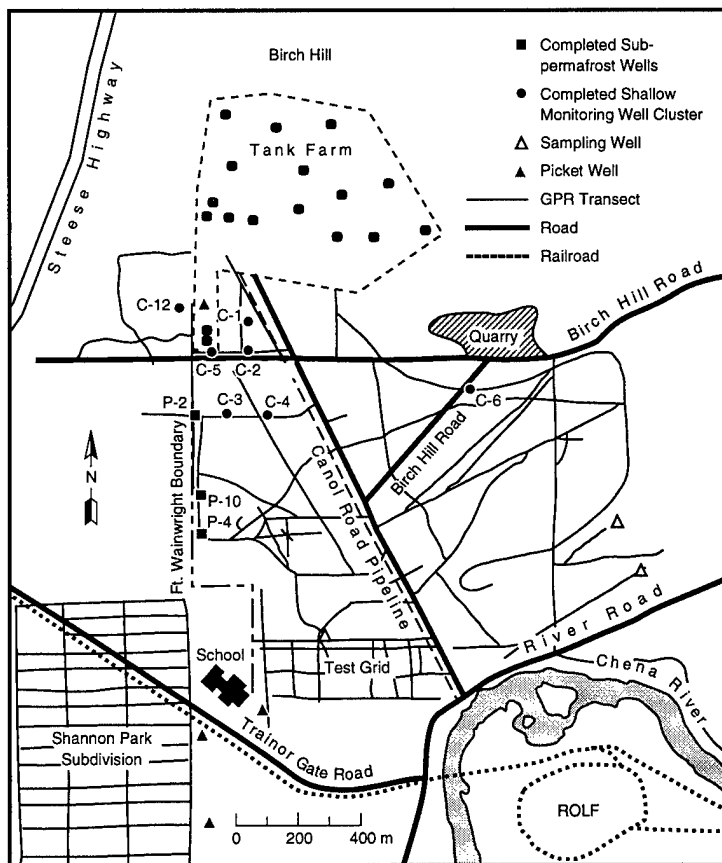 Birch Hill
Steese Highway
Tank Farm
Completed Sub-
permafrost Wells
Completed Shallow
Monitoring Well Cluster
Sampling Well
Picket Well
GPR Transect
Road
Railroad
C-12
C-1
Quarry
Birch Hill Road
C-5
C-2
P-2
C-3
C-4
C-6
Birch Hill Road
N
Ft. Wainwright Boundary
Canol Road Pipeline
P-10
P-4
River Road
School
Test Grid
Chena River
Shannon Park
Subdivision
Trainor Gate Road
ROLF
0 200 400 m